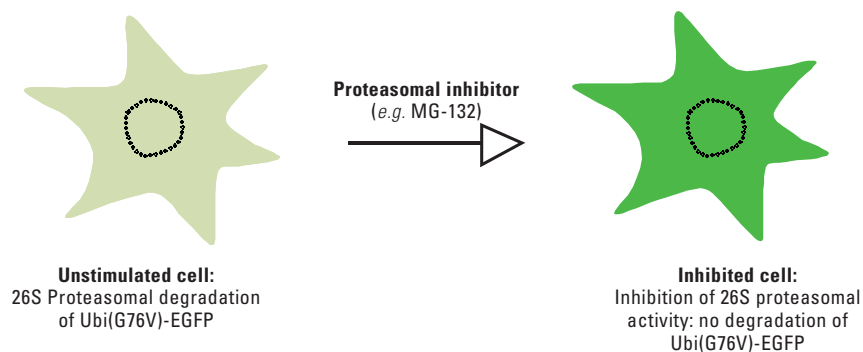 Proteasomal inhibitor
(e.g. MG-132)
Unstimulated cell:
26S Proteasomal degradation
of Ubi(G76V)-EGFP
Inhibited cell:
Inhibition of 26S proteasomal
activity: no degradation of
Ubi(G76V)-EGFP